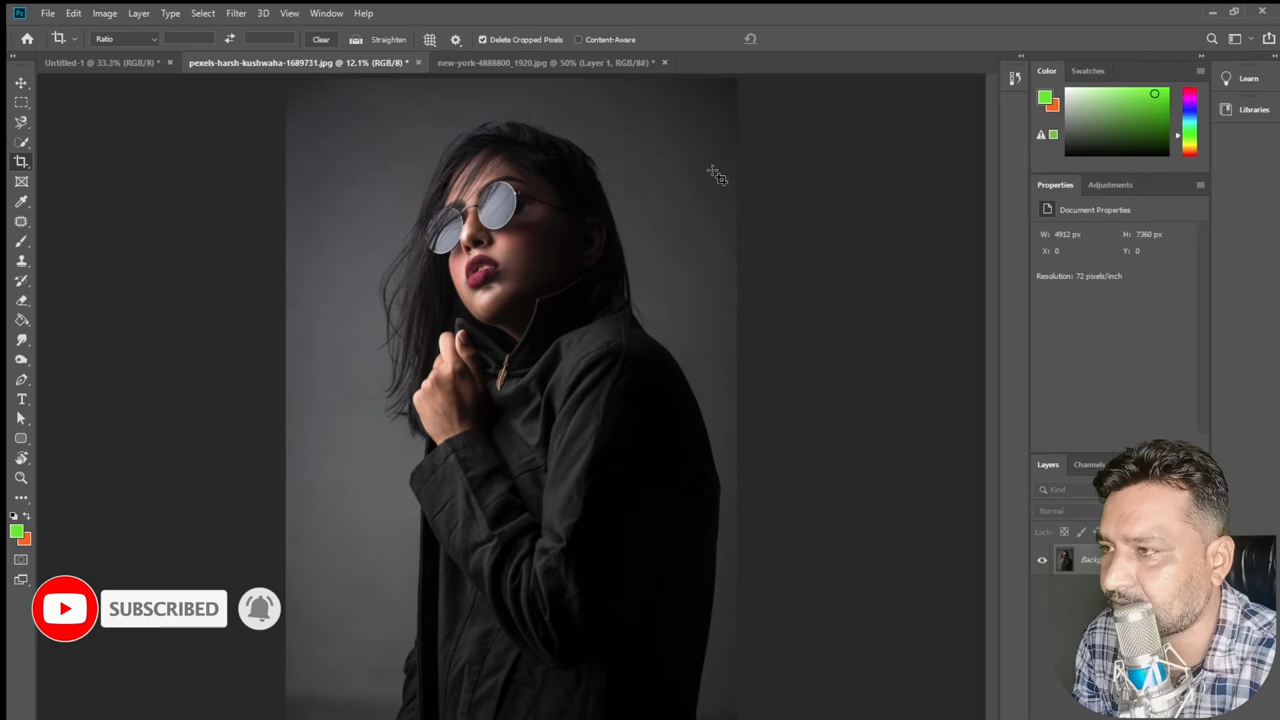 Ps File Edit Image Layer Type Select Filter 3D View Window Help
Ratio Clear Straighten Delete Cropped Pixels Content-Aware
Untitled-1 @ 33.3% (RGB/8) * × pexels-harsh-kushwaha-1689731.jpg @ 12.1% (RGB/8) * × new-york-4888800_1920.jpg @ 50% (Layer 1, RGB/8#) * ×
Color Swatches
Learn
Libraries
Properties Adjustments
Document Properties
W: 4912 px H: 7360 px
X: 0 Y: 0
Resolution: 72 pixels/inch
Layers Channels
Kind
Normal
Lock:
SUBSCRIBED